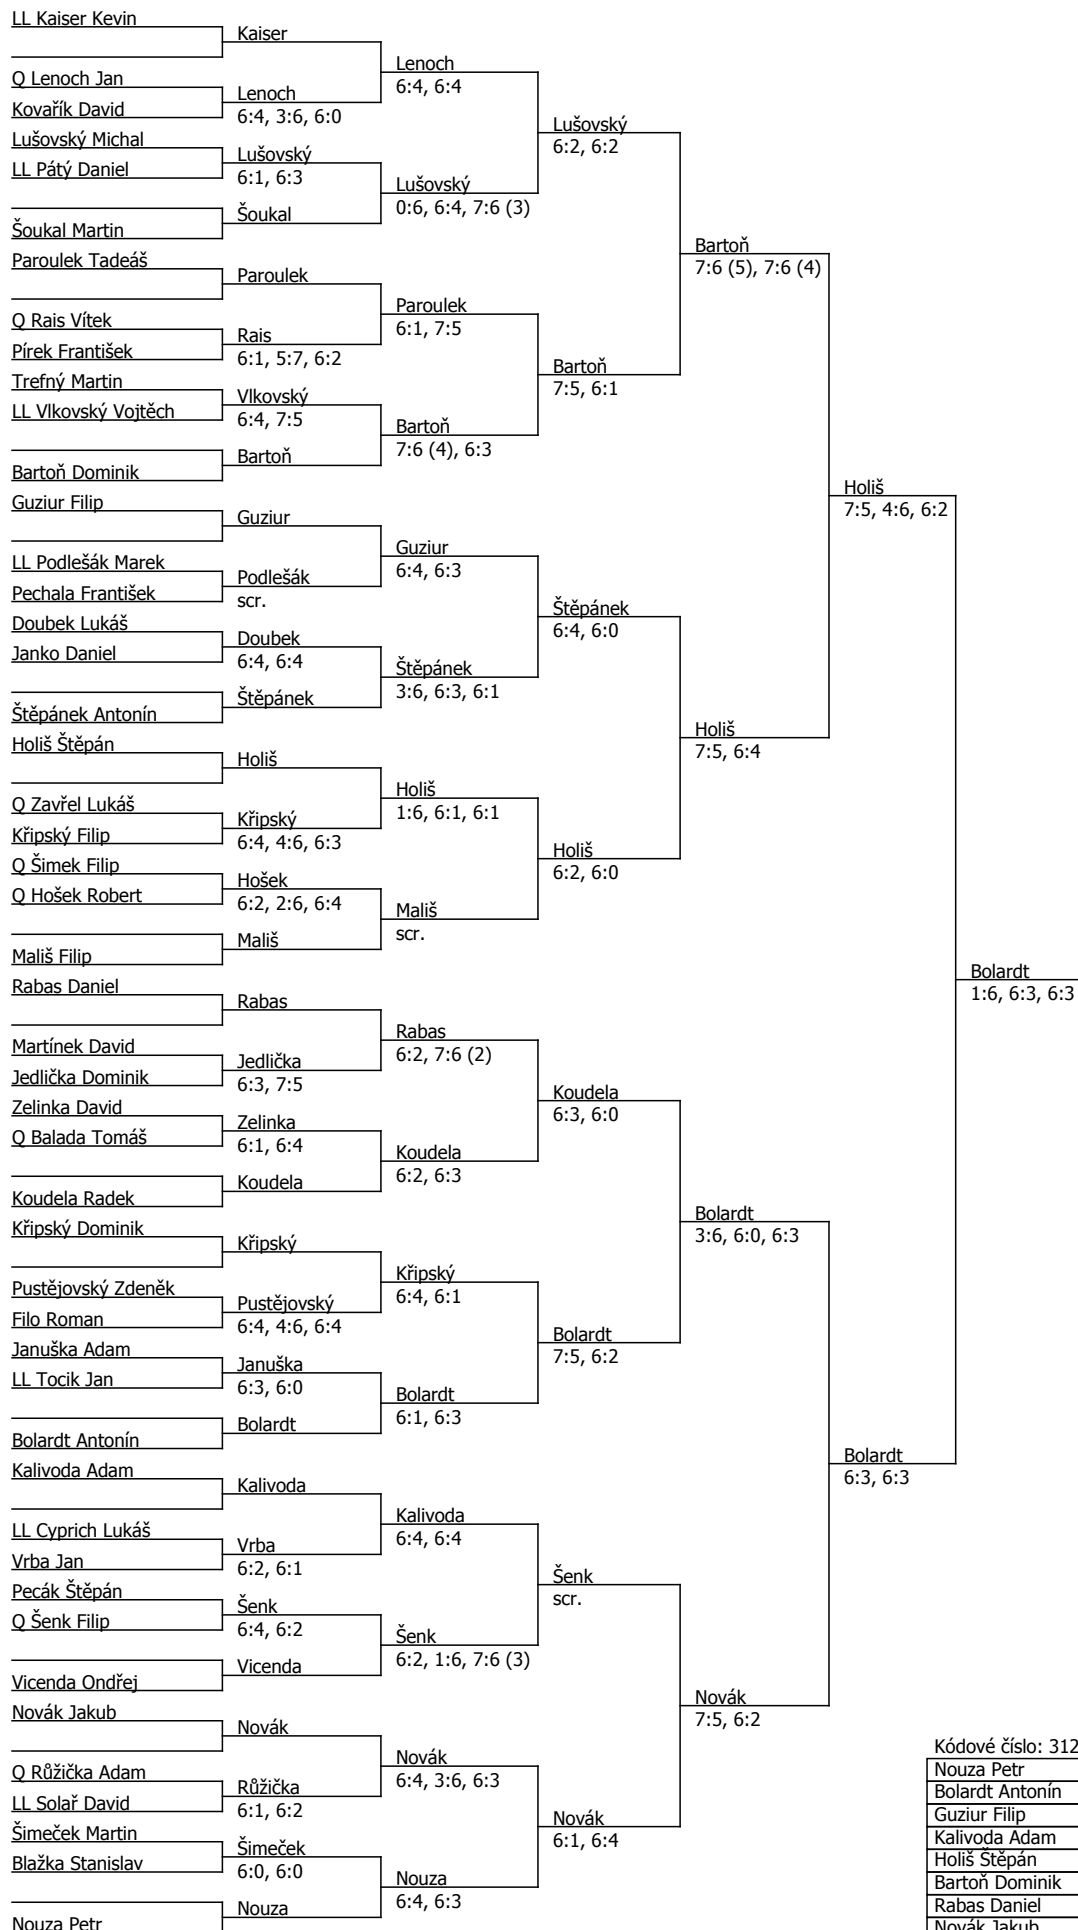 LL Kaiser Kevin
Q Lenoch Jan
Kovařík David
Lušovský Michal
LL Pátý Daniel
Šoukal Martin
Paroulek Tadeáš
Q Rais Vítek
Pírek František
Trefný Martin
LL Vlkovský Vojtěch
Bartoň Dominik
Guziur Filip
LL Podlešák Marek
Pechala František
Doubek Lukáš
Janko Daniel
Štěpánek Antonín
Holiš Štěpán
Q Zavřel Lukáš
Křipský Filip
Q Šimek Filip
Q Hošek Robert
Mališ Filip
Rabas Daniel
Martínek David
Jedlička Dominik
Zelinka David
Q Balada Tomáš
Koudela Radek
Křipský Dominik
Pustějovský Zdeněk
Filo Roman
Januška Adam
LL Tocik Jan
Bolardt Antonín
Kalivoda Adam
LL Cyprich Lukáš
Vrba Jan
Pecák Štěpán
Q Šenk Filip
Vicenda Ondřej
Novák Jakub
Q Růžička Adam
LL Solař David
Šimeček Martin
Blažka Stanislav
Nouza Petr
Kaiser
Lenoch
6:4, 3:6, 6:0
Lušovský
6:1, 6:3
Šoukal
Paroulek
Rais
6:1, 5:7, 6:2
Vlkovský
6:4, 7:5
Bartoň
Guziur
Podlešák
scr.
Doubek
6:4, 6:4
Štěpánek
Holiš
Křipský
6:4, 4:6, 6:3
Hošek
6:2, 2:6, 6:4
Mališ
Rabas
Jedlička
6:3, 7:5
Zelinka
6:1, 6:4
Koudela
Křipský
Pustějovský
6:4, 4:6, 6:4
Januška
6:3, 6:0
Bolardt
Kalivoda
Vrba
6:2, 6:1
Šenk
6:4, 6:2
Vicenda
Novák
Růžička
6:1, 6:2
Šimeček
6:0, 6:0
Nouza
Lenoch
6:4, 6:4
Lušovský
0:6, 6:4, 7:6 (3)
Paroulek
6:1, 7:5
Bartoň
7:6 (4), 6:3
Guziur
6:4, 6:3
Štěpánek
3:6, 6:3, 6:1
Holiš
1:6, 6:1, 6:1
Mališ
scr.
Rabas
6:2, 7:6 (2)
Koudela
6:2, 6:3
Křipský
6:4, 6:1
Bolardt
6:1, 6:3
Kalivoda
6:4, 6:4
Šenk
6:2, 1:6, 7:6 (3)
Novák
6:4, 3:6, 6:3
Nouza
6:4, 6:3
Lušovský
6:2, 6:2
Bartoň
7:5, 6:1
Štěpánek
6:4, 6:0
Holiš
6:2, 6:0
Koudela
6:3, 6:0
Bolardt
7:5, 6:2
Šenk
scr.
Novák
6:1, 6:4
Bartoň
7:6 (5), 7:6 (4)
Holiš
7:5, 6:4
Bolardt
3:6, 6:0, 6:3
Novák
7:5, 6:2
Holiš
7:5, 4:6, 6:2
Bolardt
6:3, 6:3
Bolardt
1:6, 6:3, 6:3
Kódové číslo: 312
Nouza Petr
Bolardt Antonín
Guziur Filip
Kalivoda Adam
Holiš Štěpán
Bartoň Dominik
Rabas Daniel
Novák Jakub